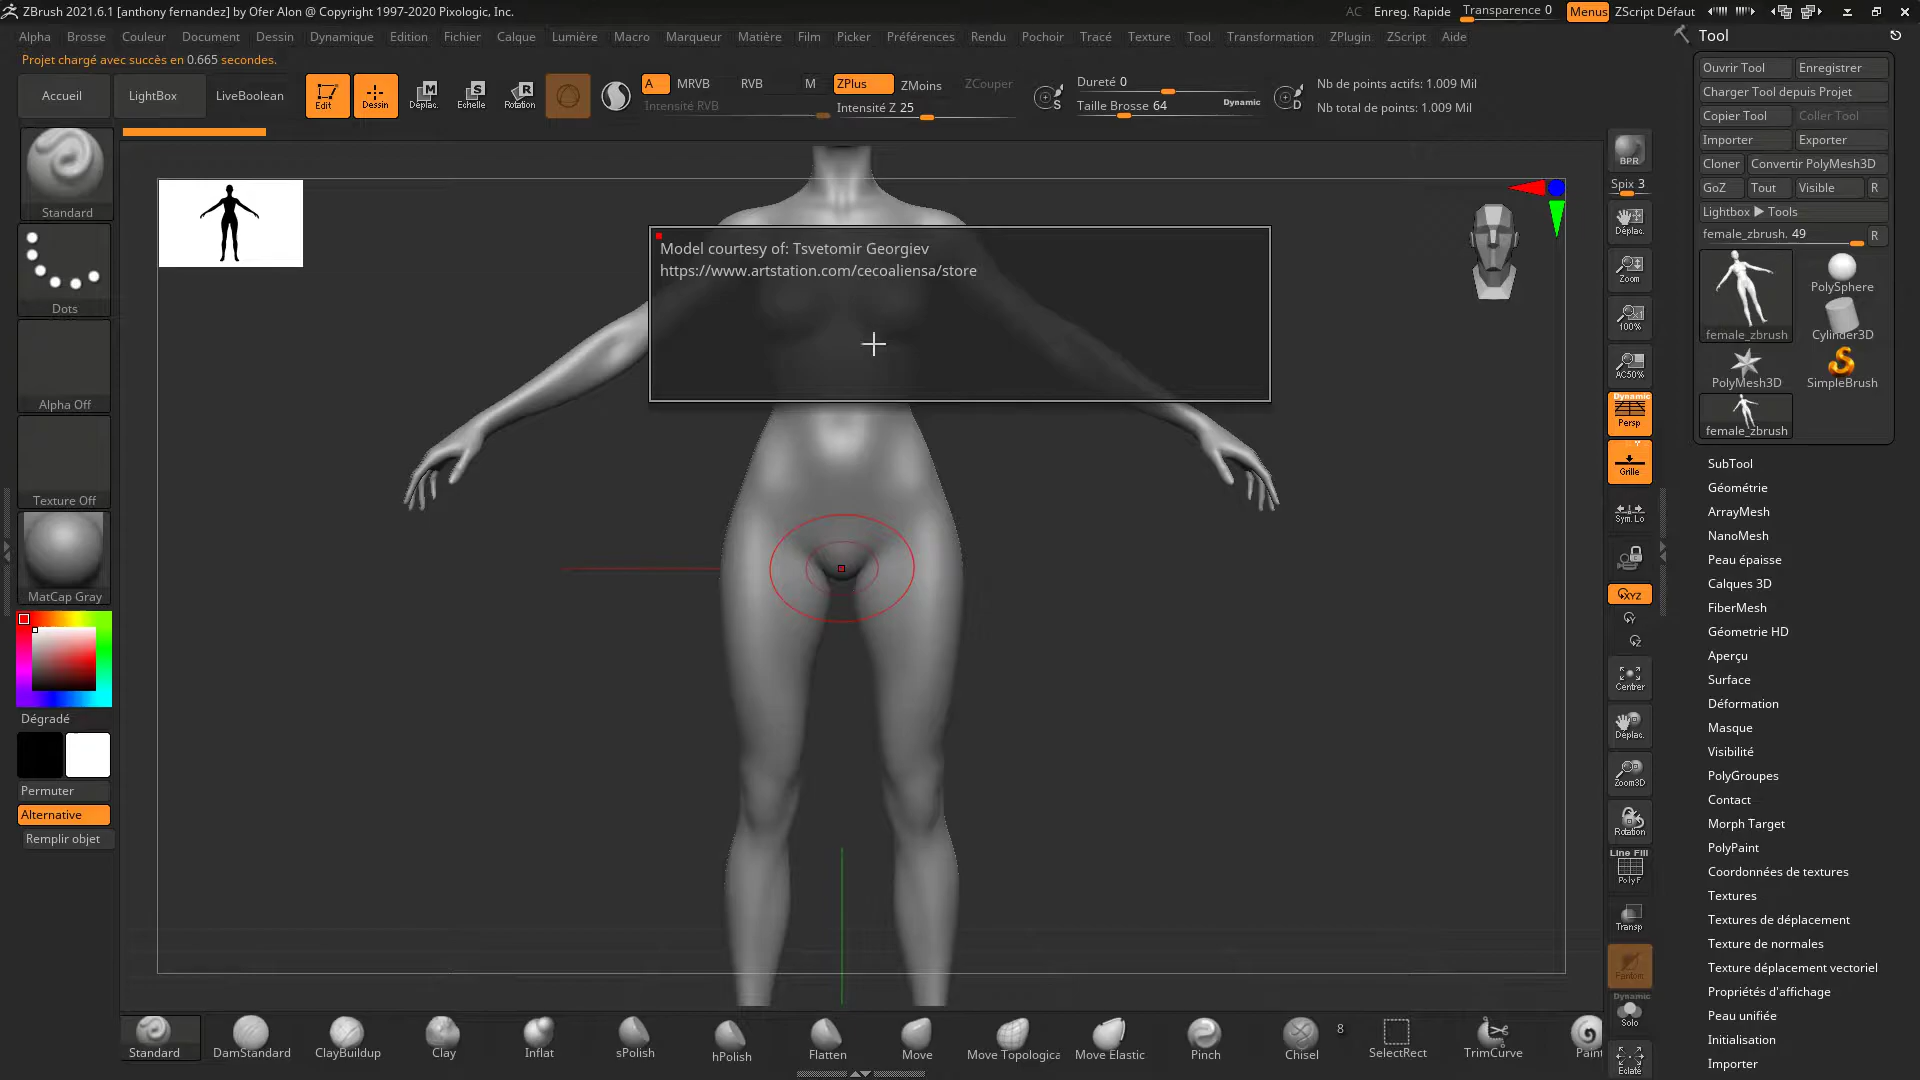 ZBrush 2021.6.1 [anthony fernandez] by Ofer Alon @ Copyright 1997-2020 Pixologic, Inc.
AC Enreg. Rapide Transparence 0 Menus ZScript Défaut
Alpha Brosse Couleur Document Dessin Dynamique Edition Fichier Calque Lumière Macro Marqueur Matière Film Picker Préférences Rendu Pochoir Tracé Texture Tool Transformation ZPlugin ZScript Aide
Projet chargé avec succès en 0.665 secondes.
Accueil LightBox LiveBoolean Edit Dessin Déplac. Echelle Rotation
M S R
A MRVB RVB M ZPlus ZMoins ZCouper
Intensité RVB Intensité Z 25
S Dureté 0
Taille Brosse 64 Dynamic
D
Nb de points actifs: 1.009 Mil
Nb total de points: 1.009 Mil
Standard
Dots
Alpha Off
Texture Off
MatCap Gray
Dégradé
Permuter
Alternative
Remplir objet
Model courtesy of: Tsvetomir Georgiev
https://www.artstation.com/cecoaliensa/store
BPR
Spix 3
Déplac.
Zoom
100%
AC50%
Dynamic
Persp
Grille
Sym. Lo
XYZ
Y
Z
Centrer
Déplac.
Zoom3D
Rotation
Line Fill
PolyF
Transp
Fantom
Dynamic
Solo
Eclaté
Tool
Ouvrir Tool Enregistrer
Charger Tool depuis Projet
Copier Tool Coller Tool
Importer Exporter
Cloner Convertir PolyMesh3D
GoZ Tout Visible R
Lightbox ▶ Tools
female_zbrush. 49 R
female_zbrush PolySphere
Cylinder3D
PolyMesh3D SimpleBrush
female_zbrush
SubTool
Géométrie
ArrayMesh
NanoMesh
Peau épaisse
Calques 3D
FiberMesh
Géometrie HD
Aperçu
Surface
Déformation
Masque
Visibilité
PolyGroupes
Contact
Morph Target
PolyPaint
Coordonnées de textures
Textures
Textures de déplacement
Texture de normales
Texture déplacement vectoriel
Propriétés d'affichage
Peau unifiée
Initialisation
Importer
Standard DamStandard ClayBuildup Clay Inflat sPolish hPolish Flatten Move Move Topologica Move Elastic Pinch Chisel 8 SelectRect TrimCurve Paint